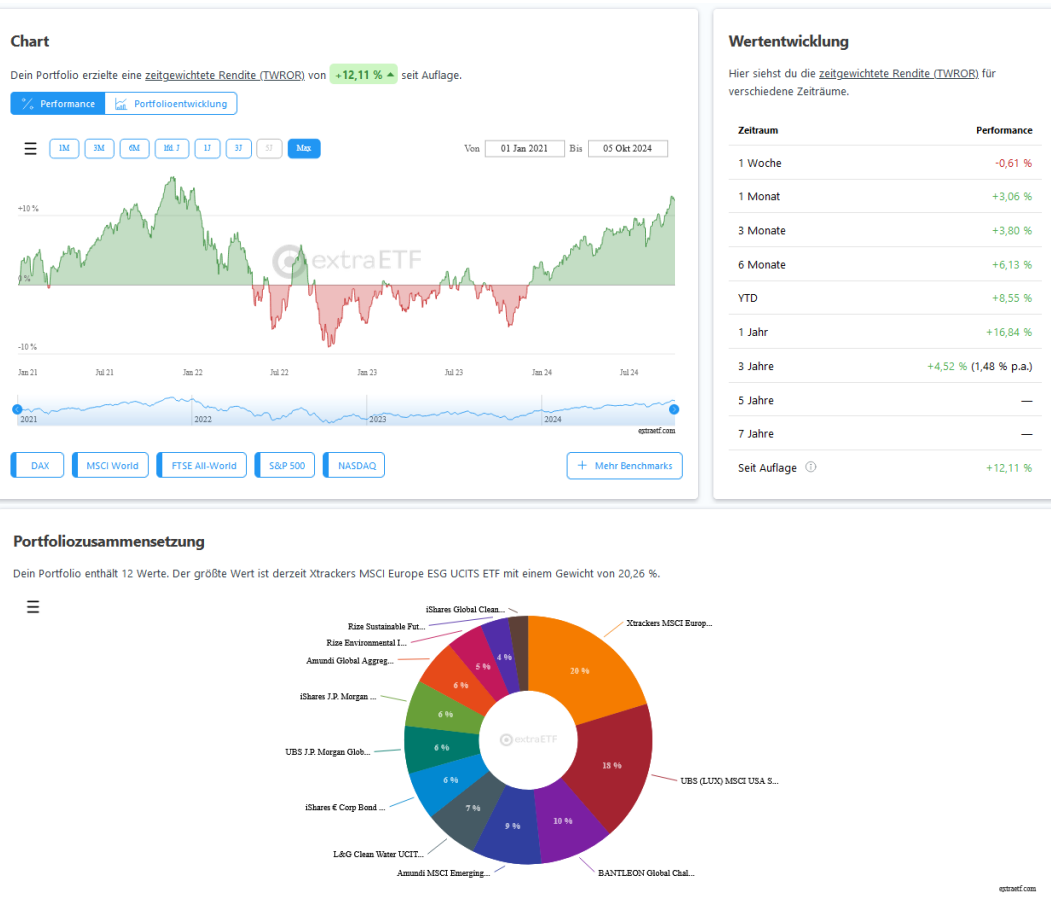 Chart
Dein Portfolio erzielte eine zeitgewichtete Rendite (TWROR) von +12,11 % seit Auflage.
Performance
Portfolioentwicklung
1M
3M
6M
lfd. J
1J
3J
5J
Max
Von 01 Jan 2021 Bis 05 Okt 2024
+10 %
0 %
-10 %
extraETF
Jan 21
Jul 21
Jan 22
Jul 22
Jan 23
Jul 23
Jan 24
Jul 24
2021
2022
2023
2024
extraetf.com
DAX
MSCI World
FTSE All-World
S&P 500
NASDAQ
+ Mehr Benchmarks
Wertentwicklung
Hier siehst du die zeitgewichtete Rendite (TWROR) für
verschiedene Zeiträume.
Zeitraum Performance
1 Woche -0,61 %
1 Monat +3,06 %
3 Monate +3,80 %
6 Monate +6,13 %
YTD +8,55 %
1 Jahr +16,84 %
3 Jahre +4,52 % (1,48 % p.a.)
5 Jahre —
7 Jahre —
Seit Auflage +12,11 %
Portfoliozusammensetzung
Dein Portfolio enthält 12 Werte. Der größte Wert ist derzeit Xtrackers MSCI Europe ESG UCITS ETF mit einem Gewicht von 20,26 %.
iShares Global Clean...
Rize Sustainable Fut...
Rize Environmental I...
Amundi Global Aggreg...
iShares J.P. Morgan ...
UBS J.P. Morgan Glob...
iShares € Corp Bond ...
L&G Clean Water UCIT...
Amundi MSCI Emerging...
BANTLEON Global Chal...
UBS (LUX) MSCI USA S...
Xtrackers MSCI Europ...
20 %
18 %
10 %
9 %
7 %
6 %
6 %
6 %
6 %
5 %
4 %
extraETF
extraetf.com